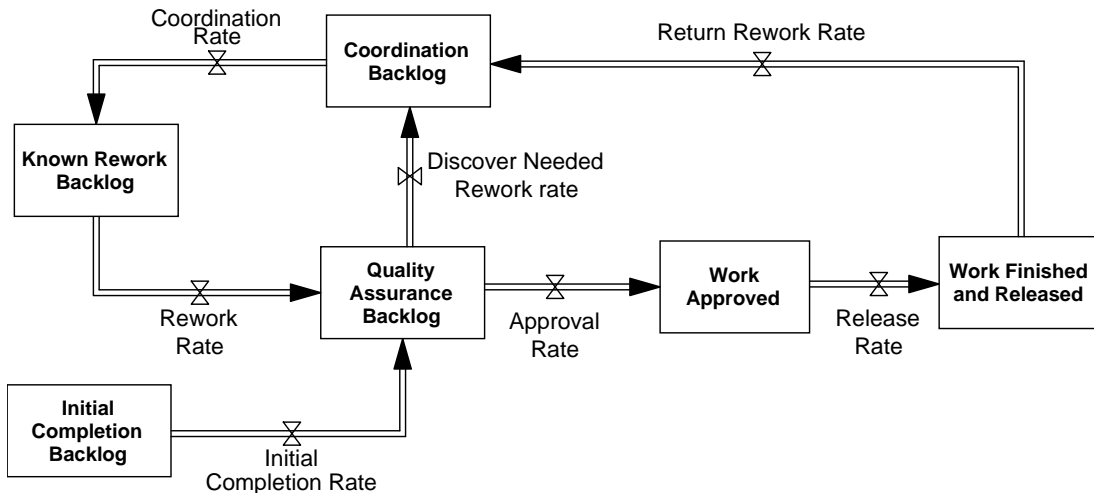 Coordination
Rate
Coordination
Backlog
Return Rework Rate
Known Rework
Backlog
Discover Needed
Rework rate
Quality
Assurance
Backlog
Work
Approved
Work Finished
and Released
Rework
Rate
Approval
Rate
Release
Rate
Initial
Completion
Backlog
Initial
Completion Rate